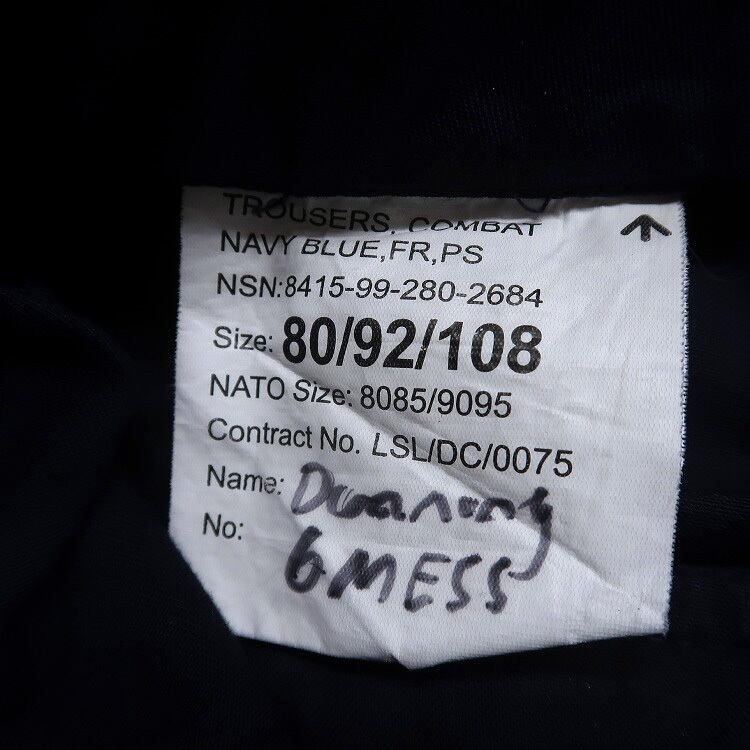 TROUSERS, COMBAT
NAVY BLUE,FR,PS
NSN:8415-99-280-2684
Size: 80/92/108
NATO Size: 8085/9095
Contract No. LSL/DC/0075
Name:
No: 6MESS